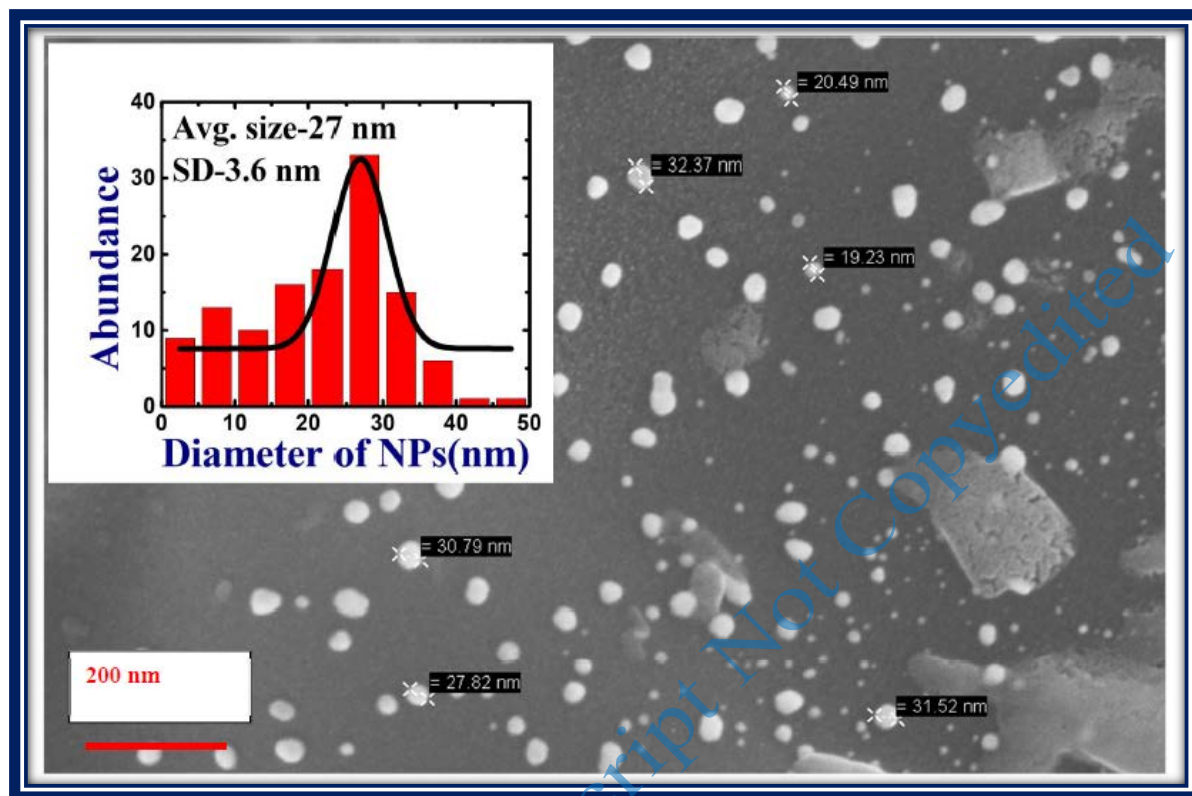 Avg. size-27 nm
SD-3.6 nm
Abundance
40
30
20
10
0
0 10 20 30 40 50
Diameter of NPs(nm)
= 20.49 nm
= 32.37 nm
= 19.23 nm
= 30.79 nm
= 27.82 nm
= 31.52 nm
200 nm
cript Not Copyedited